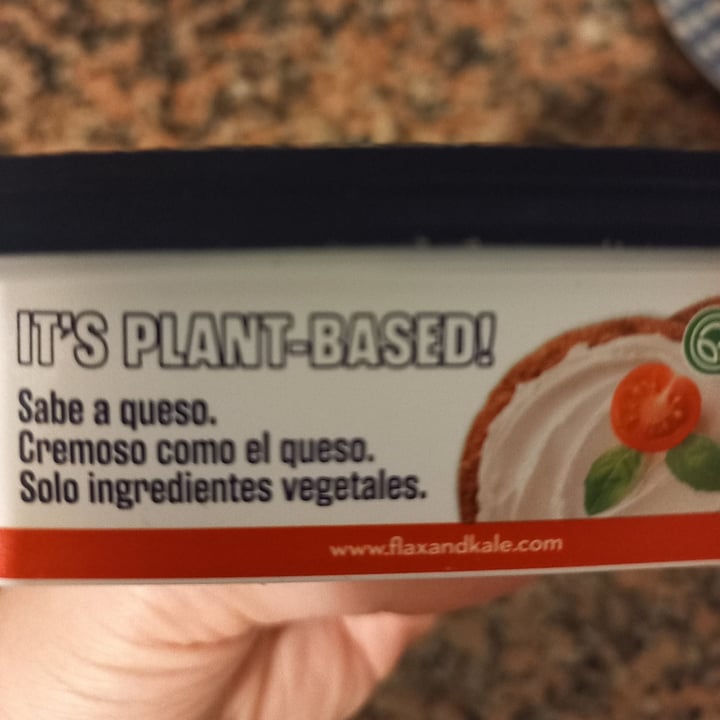 IT'S PLANT-BASED!
Sabe a queso.
Cremoso como el queso.
Solo ingredientes vegetales.
www.flaxandkale.com